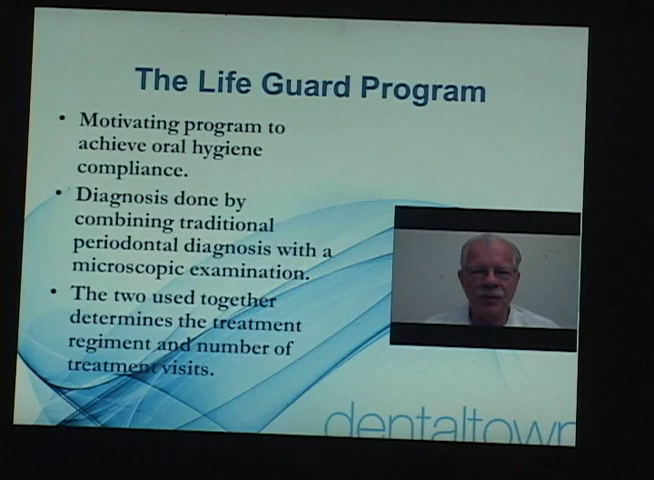 The Life Guard Program
• Motivating program to
achieve oral hygiene
compliance.
• Diagnosis done by
combining traditional
periodontal diagnosis with a
microscopic examination.
• The two used together
determines the treatment
regiment and number of
treatment visits.
dentaltown